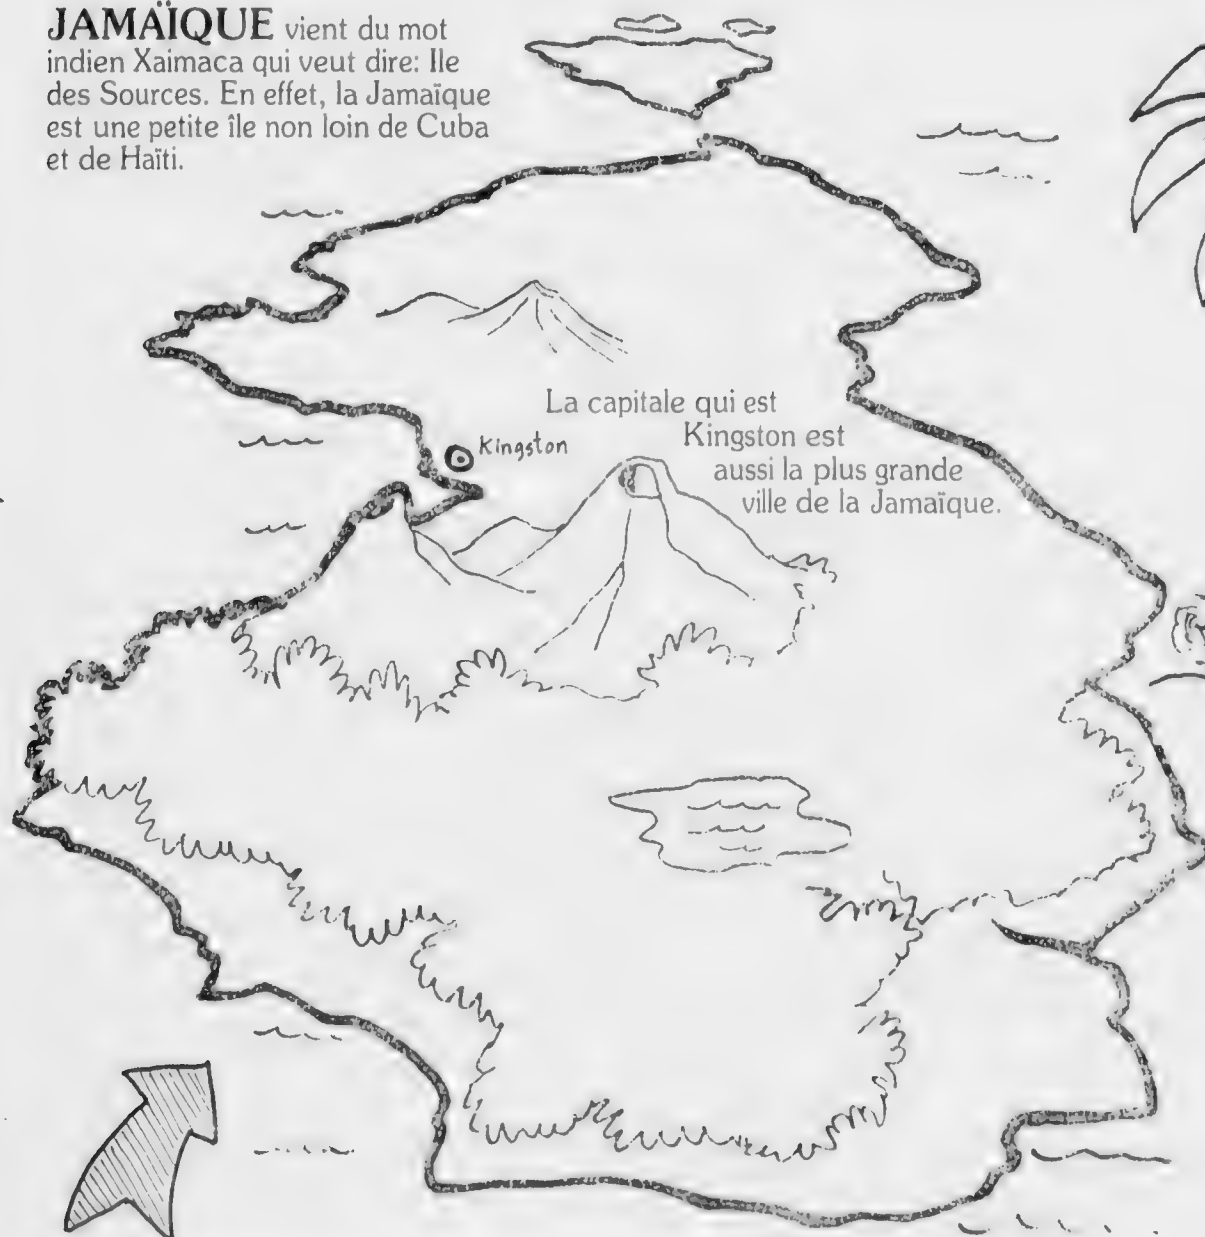 JAMAÏQUE vient du mot
indien Xaimaca qui veut dire: Ile
des Sources. En effet, la Jamaïque
est une petite île non loin de Cuba
et de Haïti.
La capitale qui est
Kingston est
aussi la plus grande
ville de la Jamaïque.
Kingston